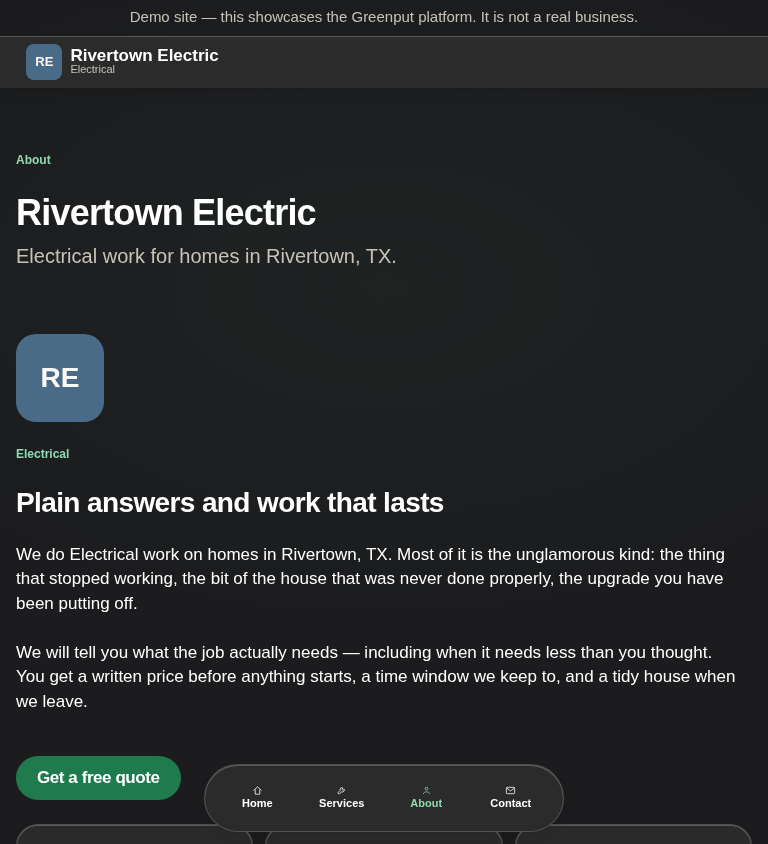 Demo site — this showcases the Greenput platform. It is not a real business.
RE
Rivertown Electric
Electrical
About
Rivertown Electric
Electrical work for homes in Rivertown, TX.
RE
Electrical
Plain answers and work that lasts
We do Electrical work on homes in Rivertown, TX. Most of it is the unglamorous kind: the thing
that stopped working, the bit of the house that was never done properly, the upgrade you have
been putting off.
We will tell you what the job actually needs — including when it needs less than you thought.
You get a written price before anything starts, a time window we keep to, and a tidy house when
we leave.
Get a free quote
Home
Services
About
Contact